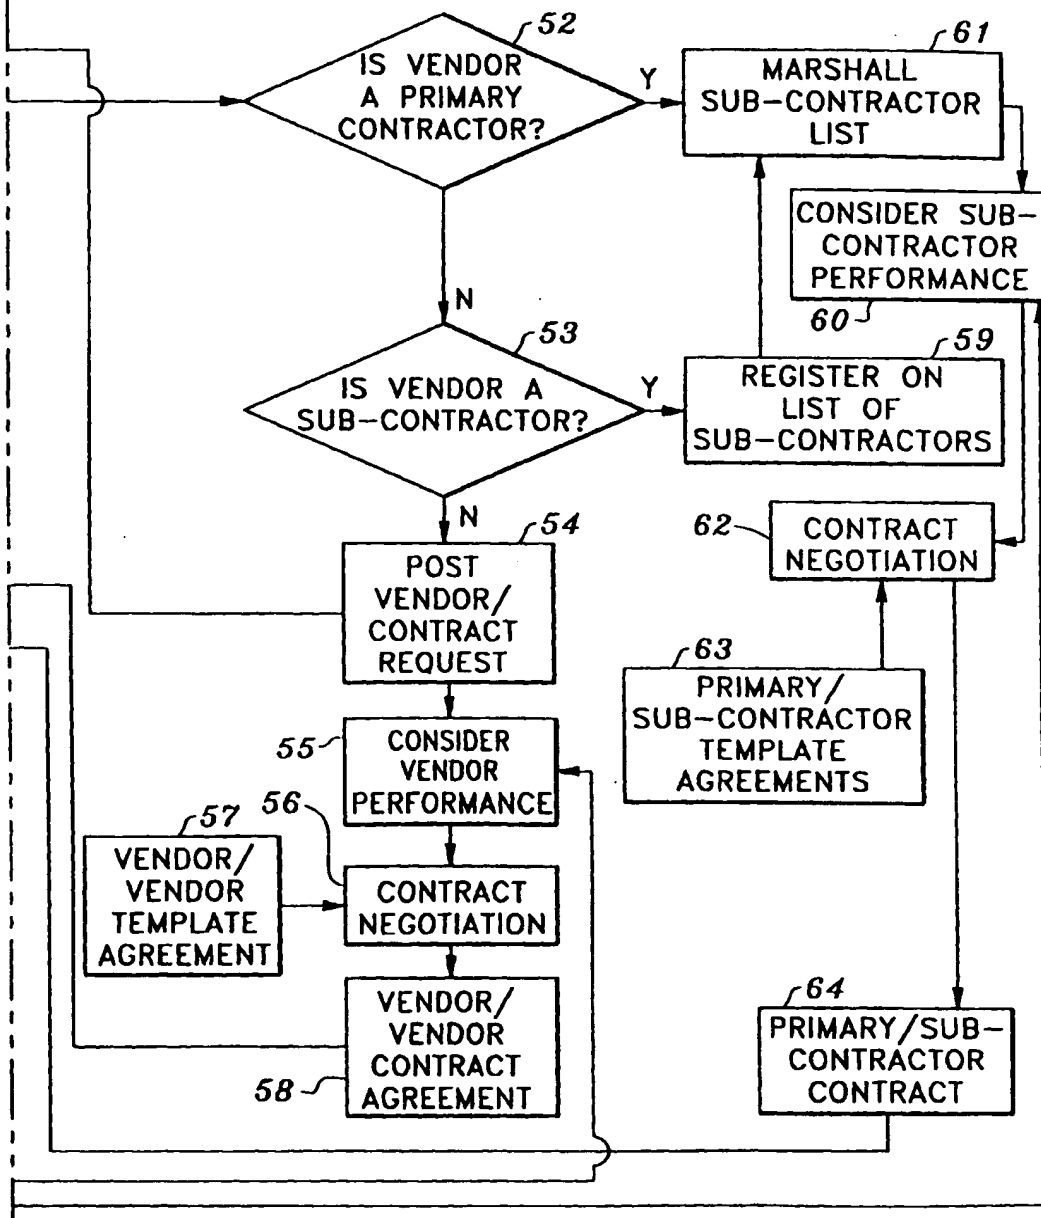 52
IS VENDOR
A PRIMARY
CONTRACTOR?
Y
N
61
MARSHALL
SUB-CONTRACTOR
LIST
CONSIDER SUB-
CONTRACTOR
PERFORMANCE
60
53
IS VENDOR A
SUB-CONTRACTOR?
Y
N
59
REGISTER ON
LIST OF
SUB-CONTRACTORS
54
POST
VENDOR/
CONTRACT
REQUEST
62
CONTRACT
NEGOTIATION
63
PRIMARY/
SUB-CONTRACTOR
TEMPLATE
AGREEMENTS
55
CONSIDER
VENDOR
PERFORMANCE
56
57
VENDOR/
VENDOR
TEMPLATE
AGREEMENT
CONTRACT
NEGOTIATION
58
VENDOR/
VENDOR
CONTRACT
AGREEMENT
64
PRIMARY/SUB-
CONTRACTOR
CONTRACT